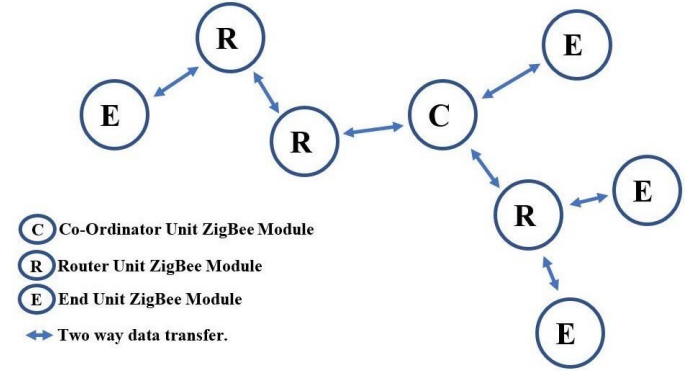 R
E
E
C
R
E
R
E
C Co-Ordinator Unit ZigBee Module
R Router Unit ZigBee Module
E End Unit ZigBee Module
Two way data transfer.